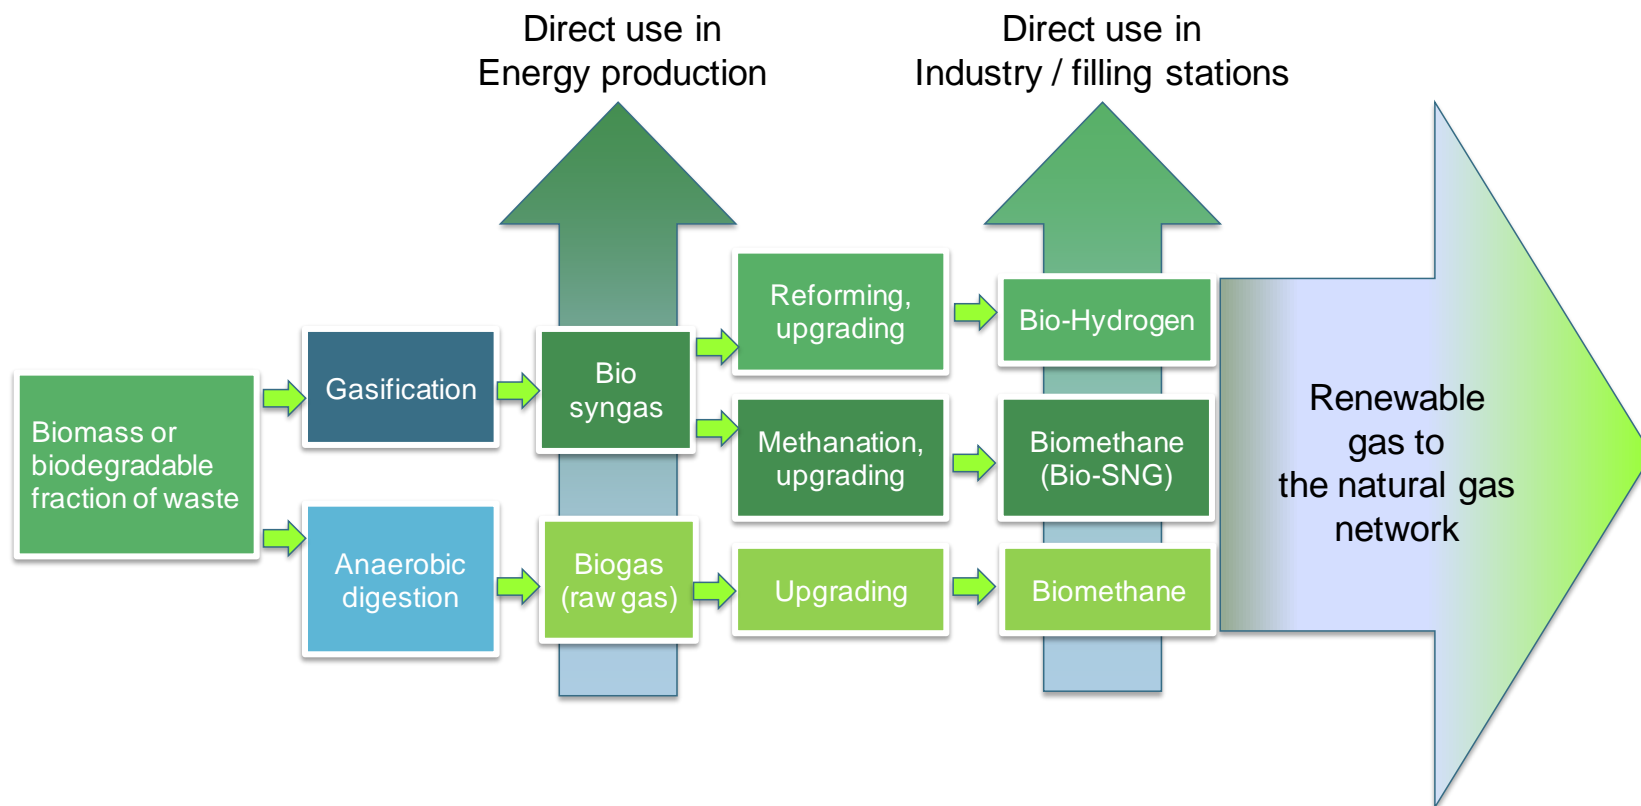 Direct use in
Energy production
Direct use in
Industry / filling stations
Reforming,
upgrading
Bio-Hydrogen
Gasification
Bio
syngas
Biomass or
biodegradable
fraction of waste
Methanation,
upgrading
Biomethane
(Bio-SNG)
Renewable
gas to
the natural gas
network
Anaerobic
digestion
Biogas
(raw gas)
Upgrading
Biomethane